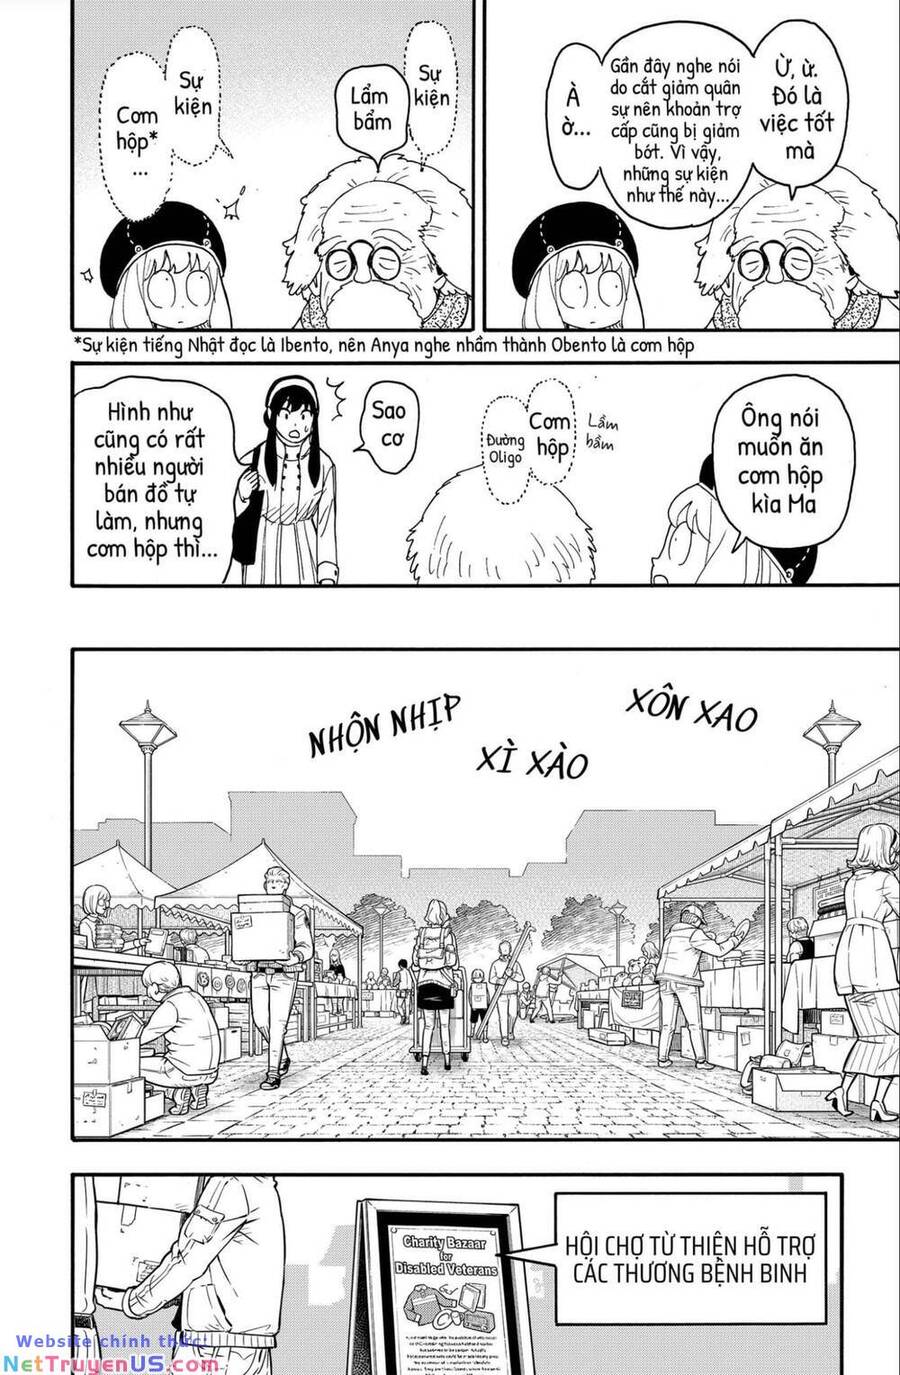 Ừ, ừ.
Đó là
việc tốt
mà
Gần đây nghe nói
do cắt giảm quân
sự nên khoản trợ
cấp cũng bị giảm
bớt. Vì vậy,
những sự kiện
như thế này...
À
ờ...
Sự
kiện
Lẩm
bẩm
Sự
kiện
Cơm
hộp*
...
*Sự kiện tiếng Nhật đọc là Ibento, nên Anya nghe nhầm thành Obento là cơm hộp
Ông nói
muốn ăn
cơm hộp
kìa Ma
Lầm
bầm
Cơm
hộp
Đường
Oligo
Sao
cơ
Hình như
cũng có rất
nhiều người
bán đồ tự
làm, nhưng
cơm hộp thì...
NHỘN NHỊP
XÌ XÀO
XÔN XAO
HỘI CHỢ TỪ THIỆN HỖ TRỢ
CÁC THƯƠNG BỆNH BINH
Charity Bazaar
for
Disabled Veterans
Website chính thức:
NetTruyenUS.com